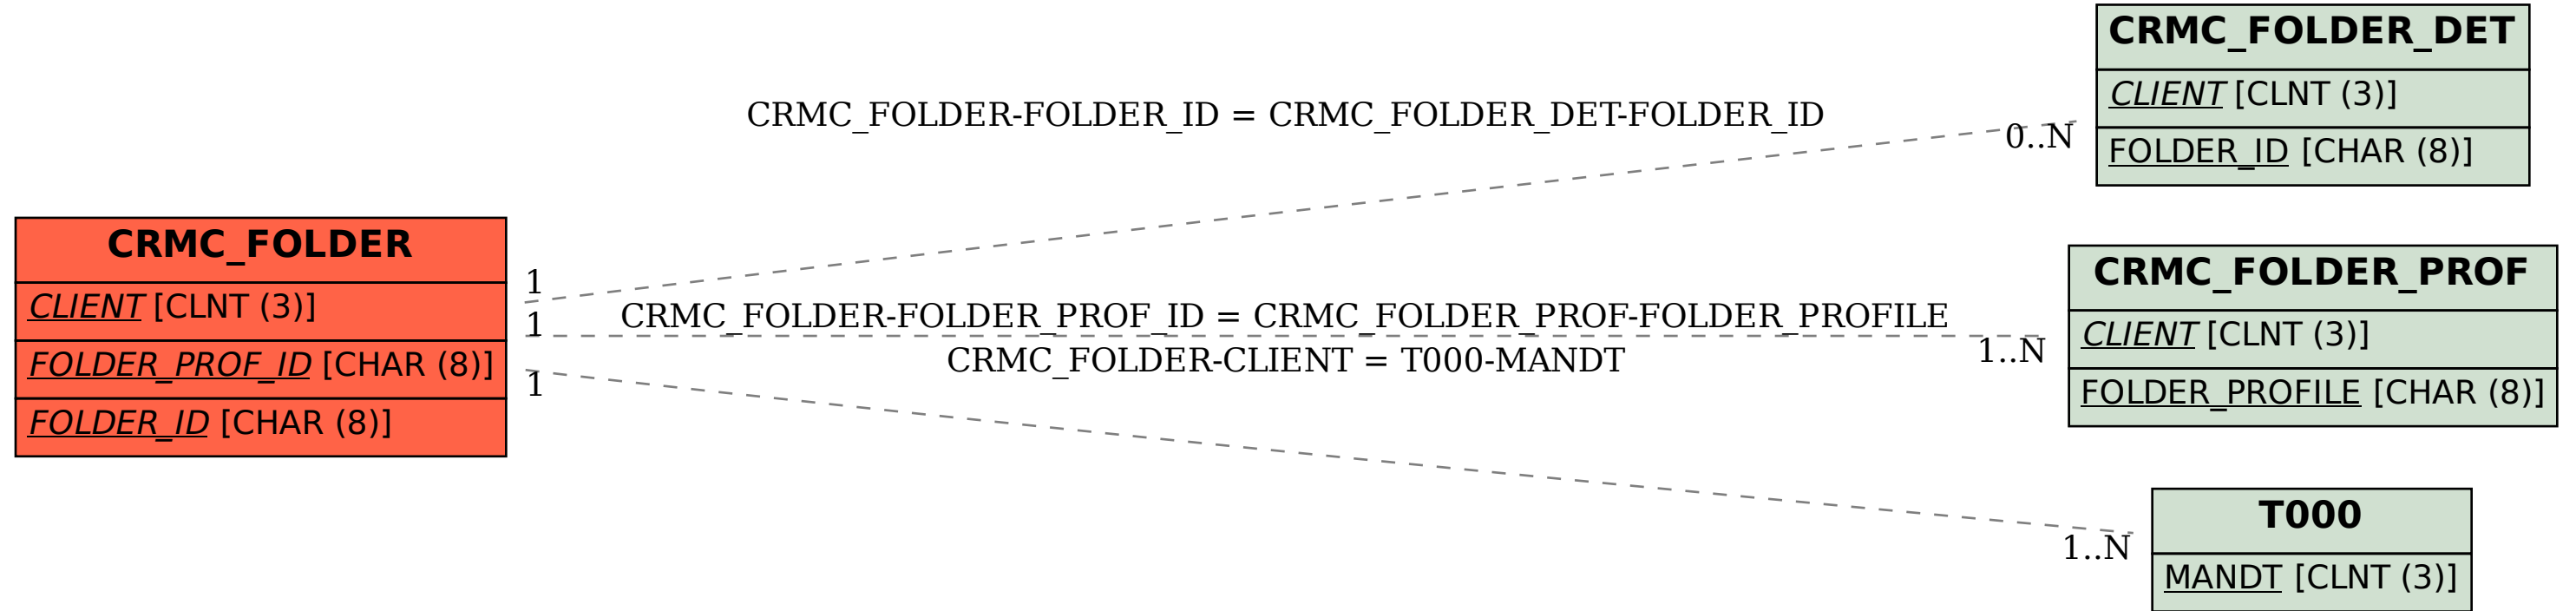 CRMC_FOLDER
CLIENT [CLNT (3)]
FOLDER_PROF_ID [CHAR (8)]
FOLDER_ID [CHAR (8)]
CRMC_FOLDER-FOLDER_ID = CRMC_FOLDER_DET-FOLDER_ID
1
0..N
CRMC_FOLDER-FOLDER_PROF_ID = CRMC_FOLDER_PROF-FOLDER_PROFILE
1
1..N
CRMC_FOLDER-CLIENT = T000-MANDT
1
1..N
CRMC_FOLDER_DET
CLIENT [CLNT (3)]
FOLDER_ID [CHAR (8)]
CRMC_FOLDER_PROF
CLIENT [CLNT (3)]
FOLDER_PROFILE [CHAR (8)]
T000
MANDT [CLNT (3)]